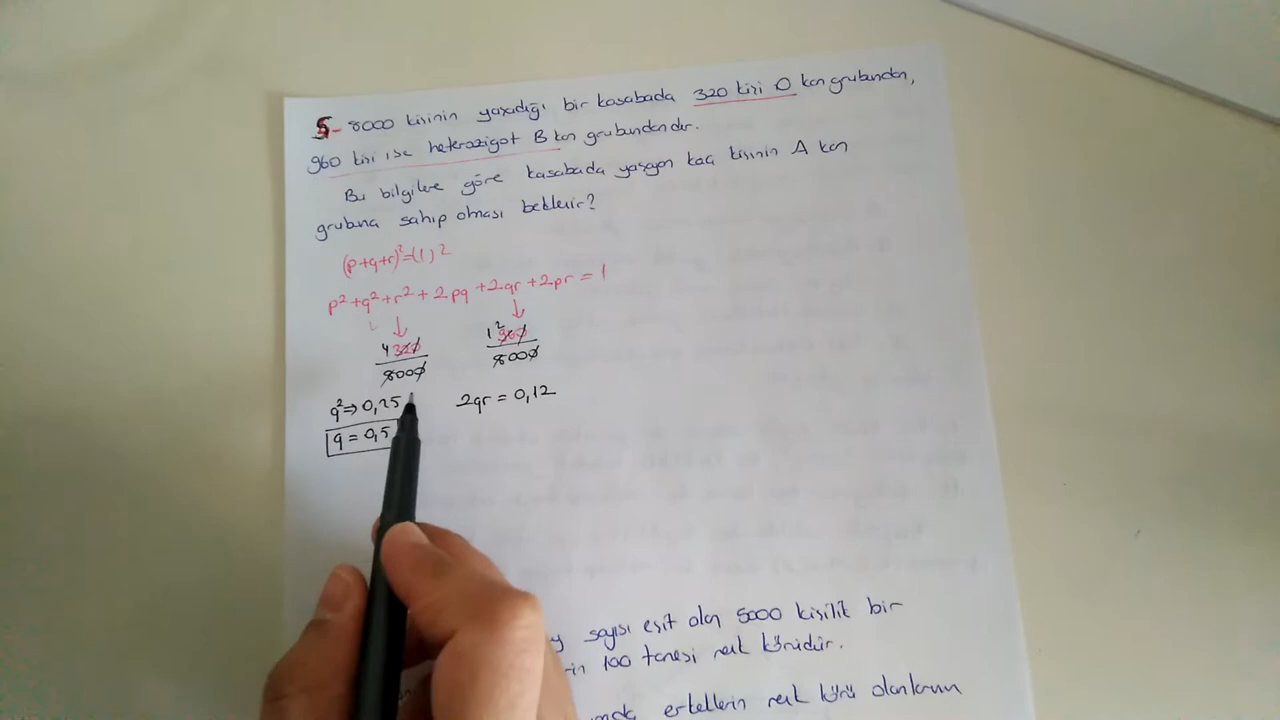 5- 8000 kişinin yaşadığı bir kasabada 320 kişi O kan grubundan,
960 kişi ise heterozigot B kan grubundandır.
Bu bilgilere göre kasabada yaşayan kaç kişinin A kan
grubuna sahip olması beklenir?
(p+q+r)²=(1)²
p²+q²+r²+2pq+2qr+2pr=1
4 320
8000
12 960
8000
q²⇒0,25
2qr = 0,12
q = 0,5
sayısı eşit olan 5000 kişilik bir
100 tanesi renk körüdür.
erkeklerin renk körü olanların